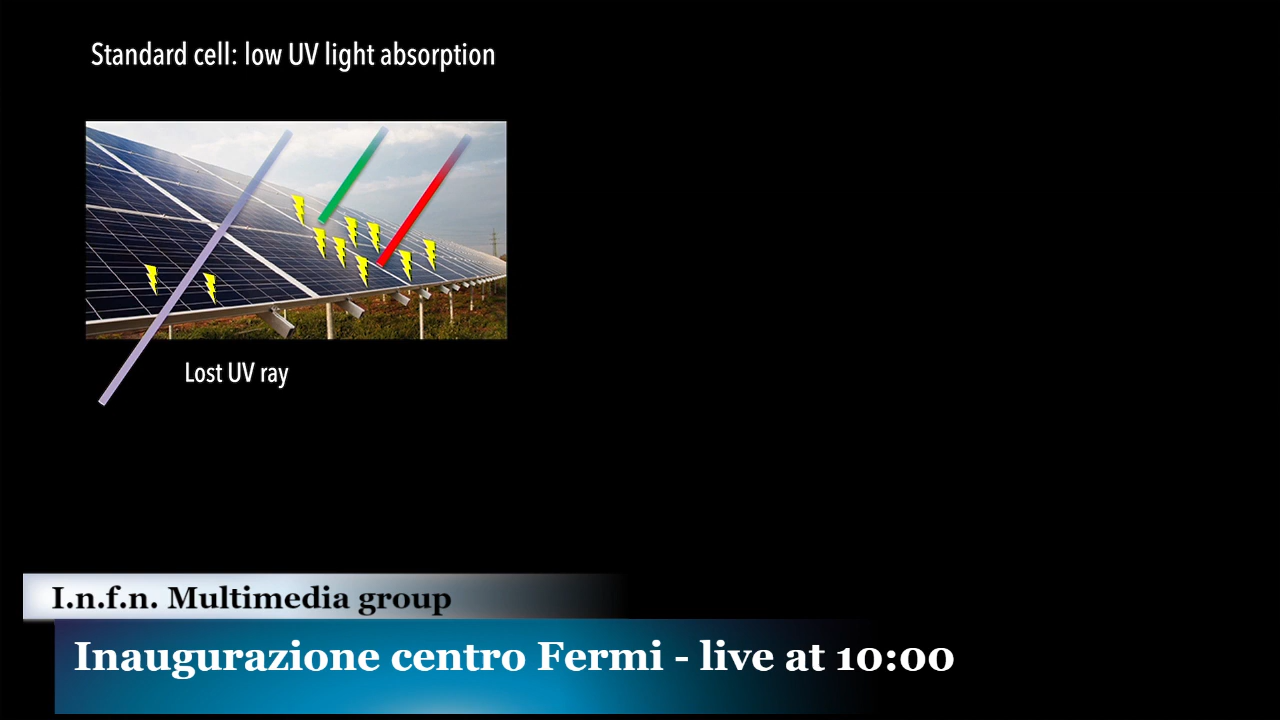 Standard cell: low UV light absorption
Lost UV ray
I.n.f.n. Multimedia group
Inaugurazione centro Fermi - live at 10:00